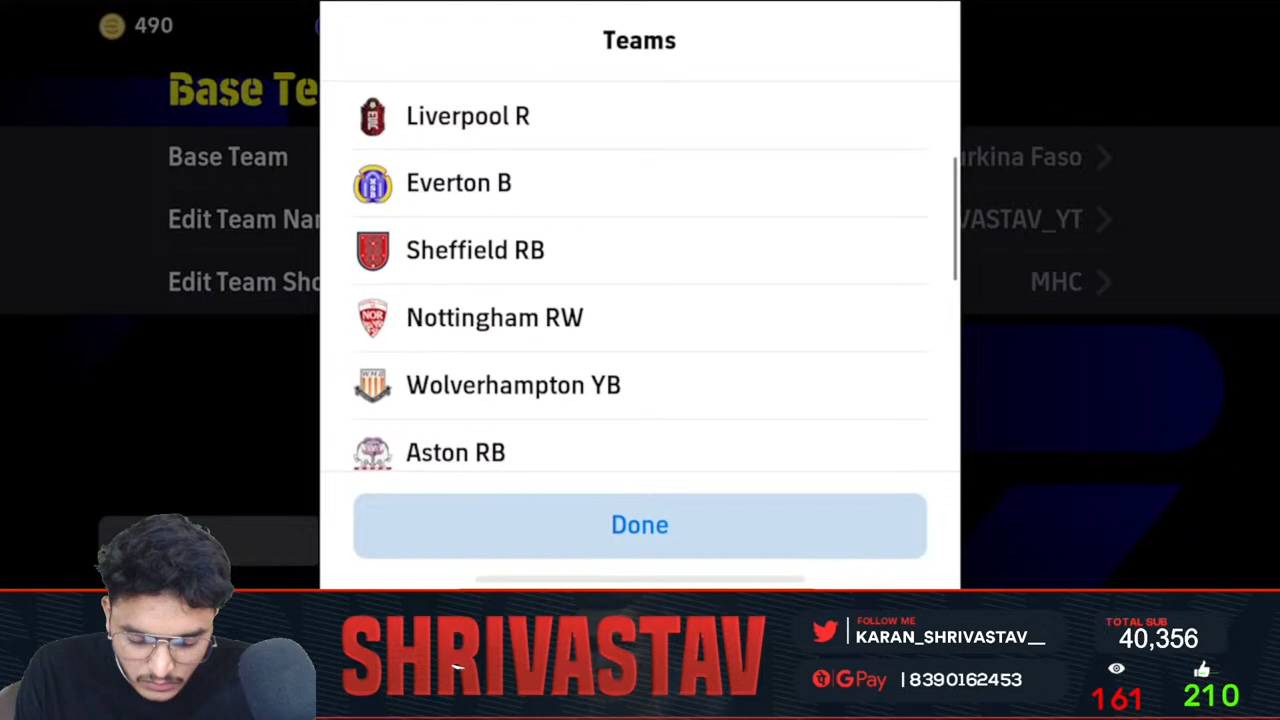 490
Teams
Base Te
Liverpool R
Base Team
urkina Faso
Everton B
Edit Team Nar
VASTAV_YT
Sheffield RB
Edit Team Sho
MHC
NOR
Nottingham RW
Wolverhampton YB
Aston RB
Done
SHRIVASTAV
FOLLOW ME
KARAN_SHRIVASTAV__
GPay | 8390162453
TOTAL SUB
40,356
161
210